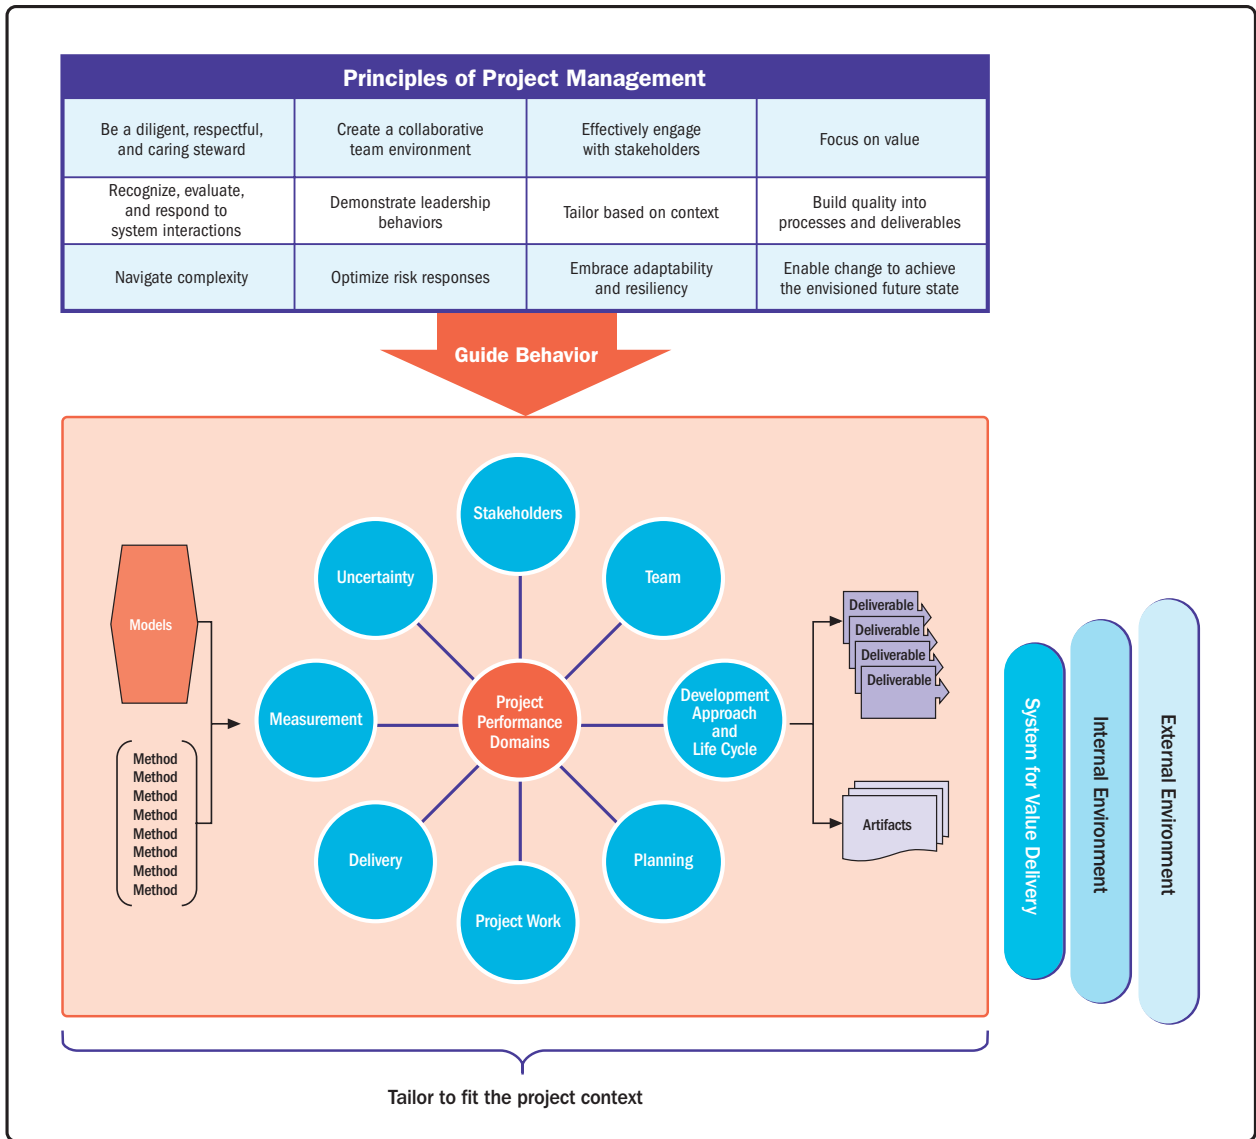 Principles of Project Management
Be a diligent, respectful,
and caring steward
Create a collaborative
team environment
Effectively engage
with stakeholders
Focus on value
Recognize, evaluate,
and respond to
system interactions
Demonstrate leadership
behaviors
Tailor based on context
Build quality into
processes and deliverables
Navigate complexity
Optimize risk responses
Embrace adaptability
and resiliency
Enable change to achieve
the envisioned future state
Guide Behavior
Stakeholders
Uncertainty
Team
Models
Measurement
Project
Performance
Domains
Development
Approach
and
Life Cycle
Deliverable
Deliverable
Deliverable
Deliverable
Method
Method
Method
Method
Method
Method
Method
Method
Delivery
Planning
Artifacts
Project Work
System for Value Delivery
Internal Environment
External Environment
Tailor to fit the project context